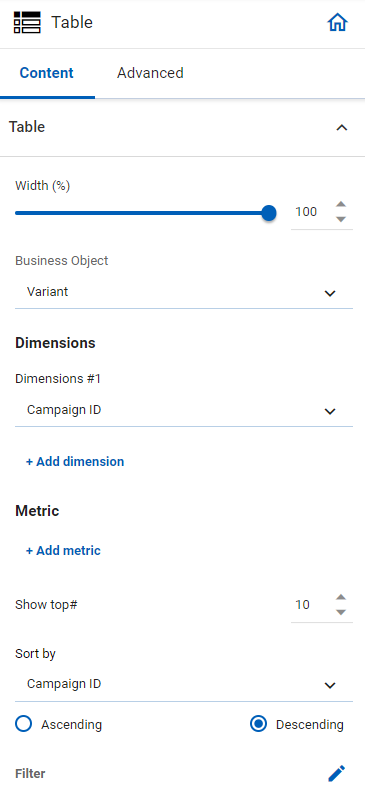 Table
Content Advanced
Table
Width (%)
100
Business Object
Variant
Dimensions
Dimensions #1
Campaign ID
+ Add dimension
Metric
+ Add metric
Show top# 10
Sort by
Campaign ID
Ascending Descending
Filter